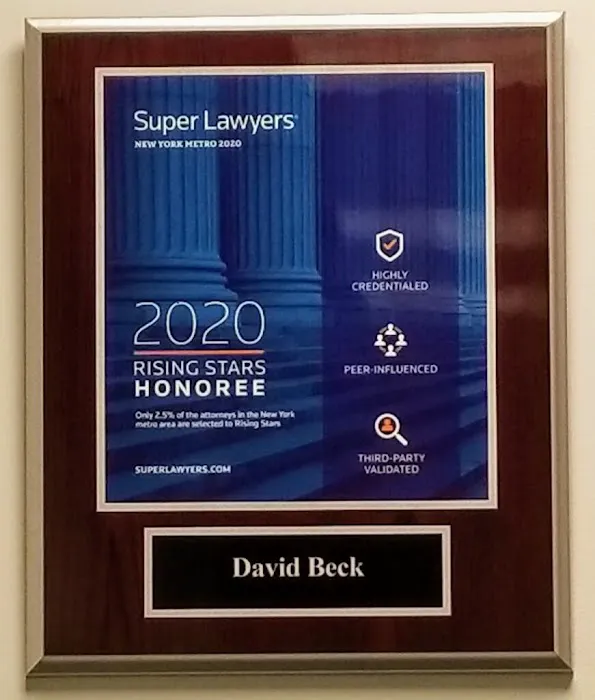 Super Lawyers®
NEW YORK METRO 2020
HIGHLY
CREDENTIALED
2020
RISING STARS
HONOREE
PEER-INFLUENCED
Only 2.5% of the attorneys in the New York
metro area are selected to Rising Stars
THIRD-PARTY
VALIDATED
SUPERLAWYERS.COM
David Beck